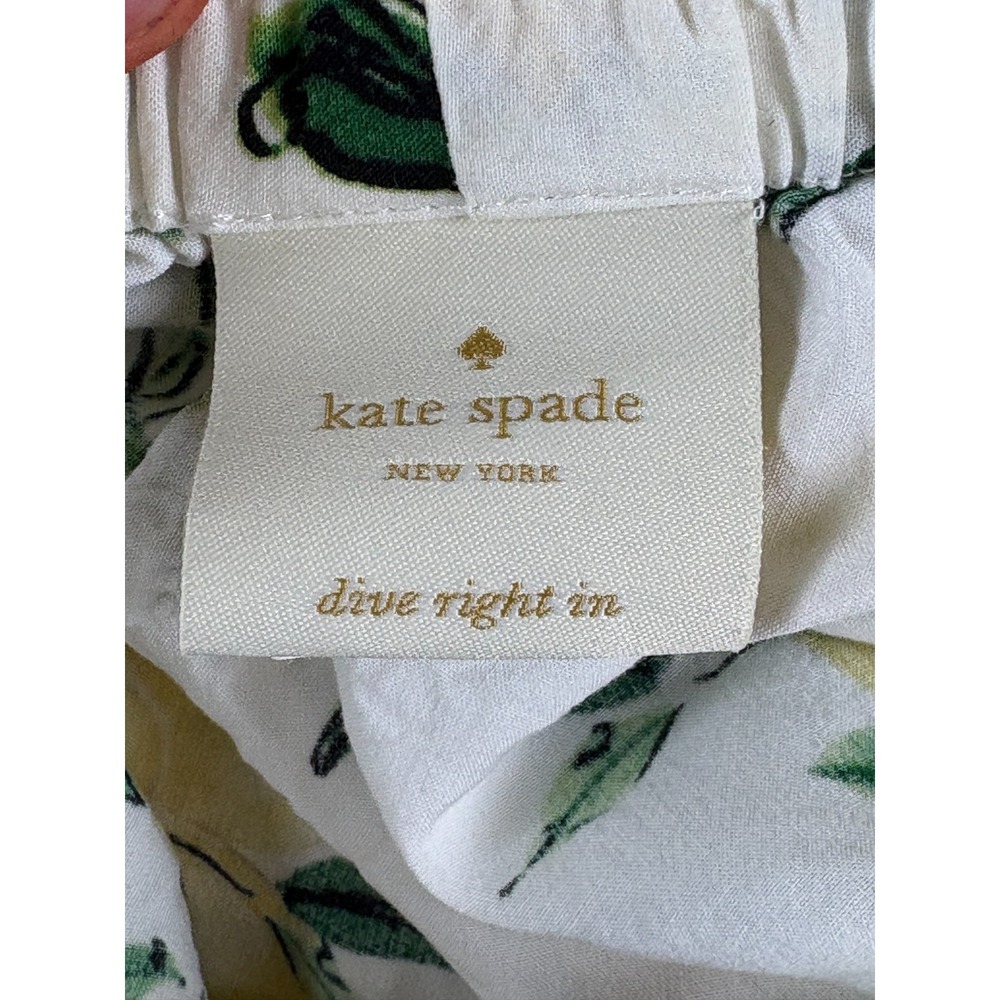 kate spade
NEW YORK
dive right in